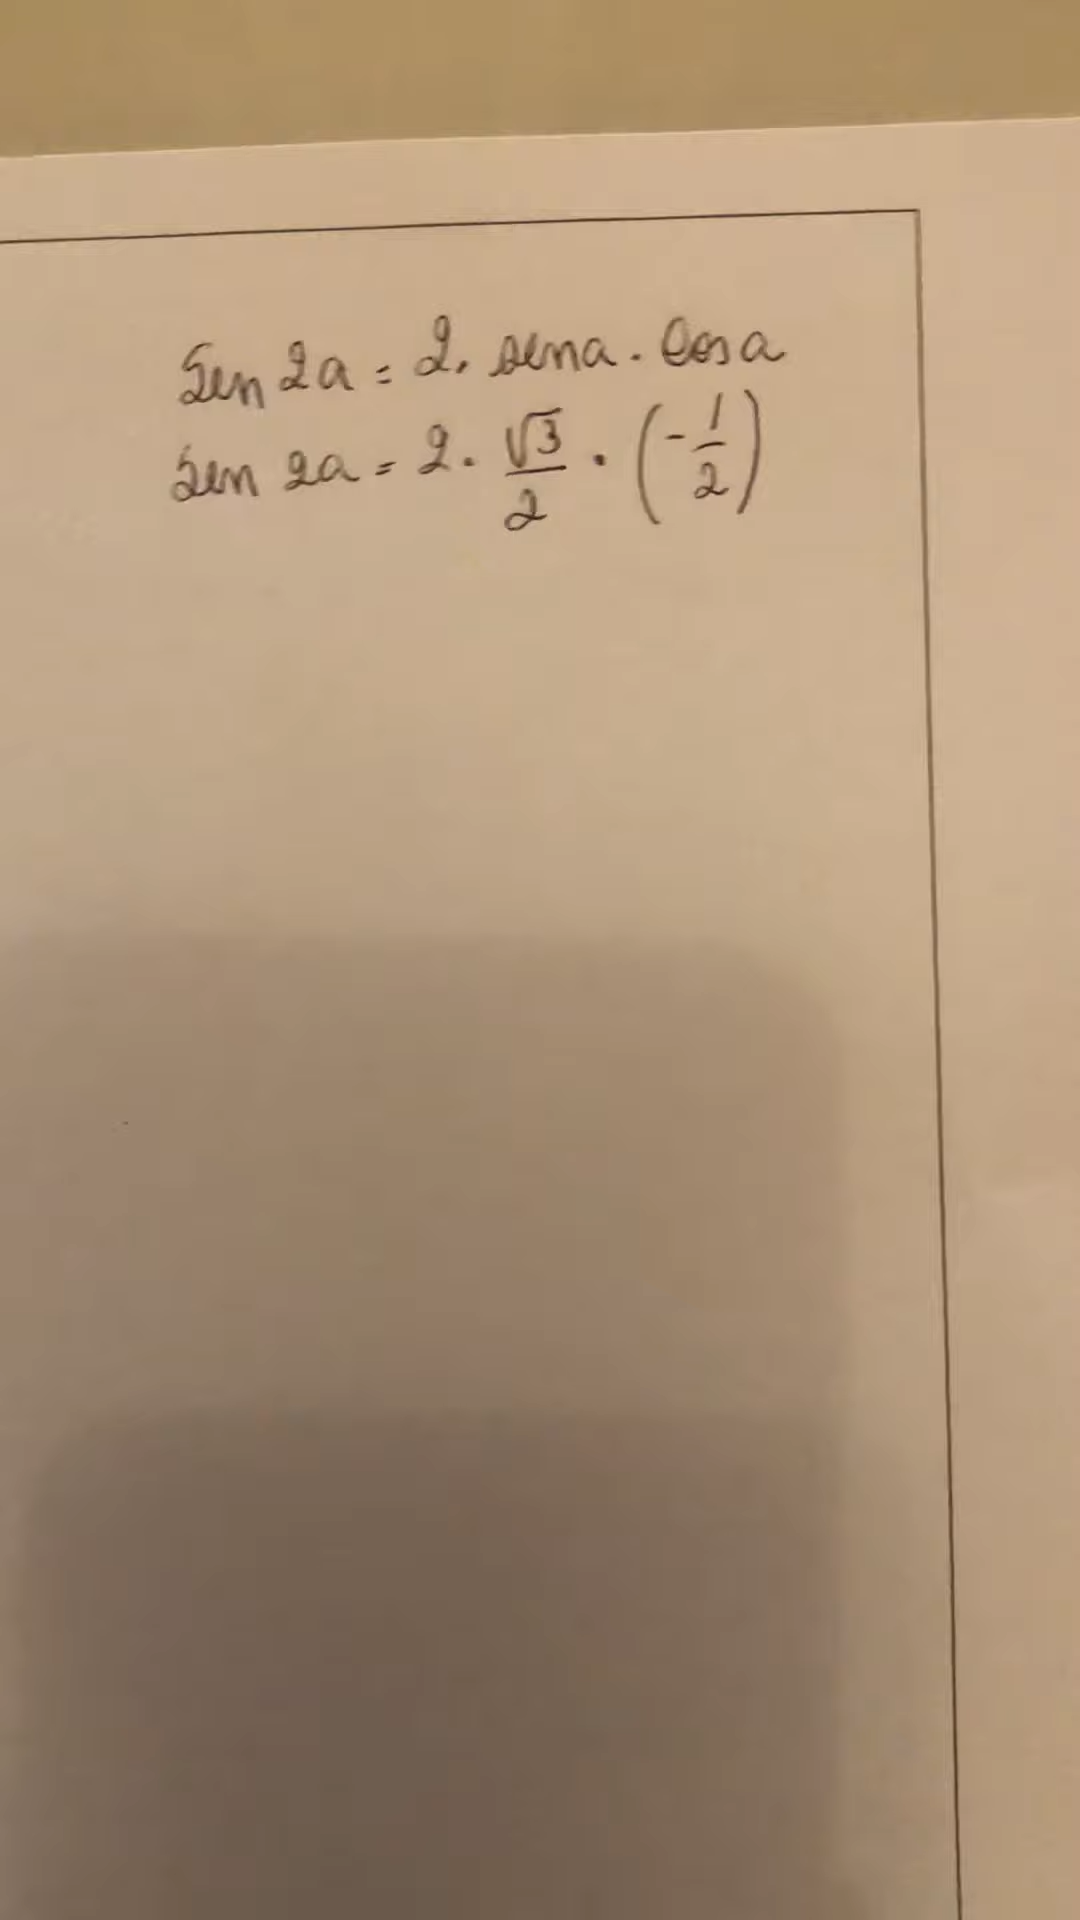 Sen 2a = 2. sena . Cos a
Sen 2a = 2 . √3/2 . (-1/2)